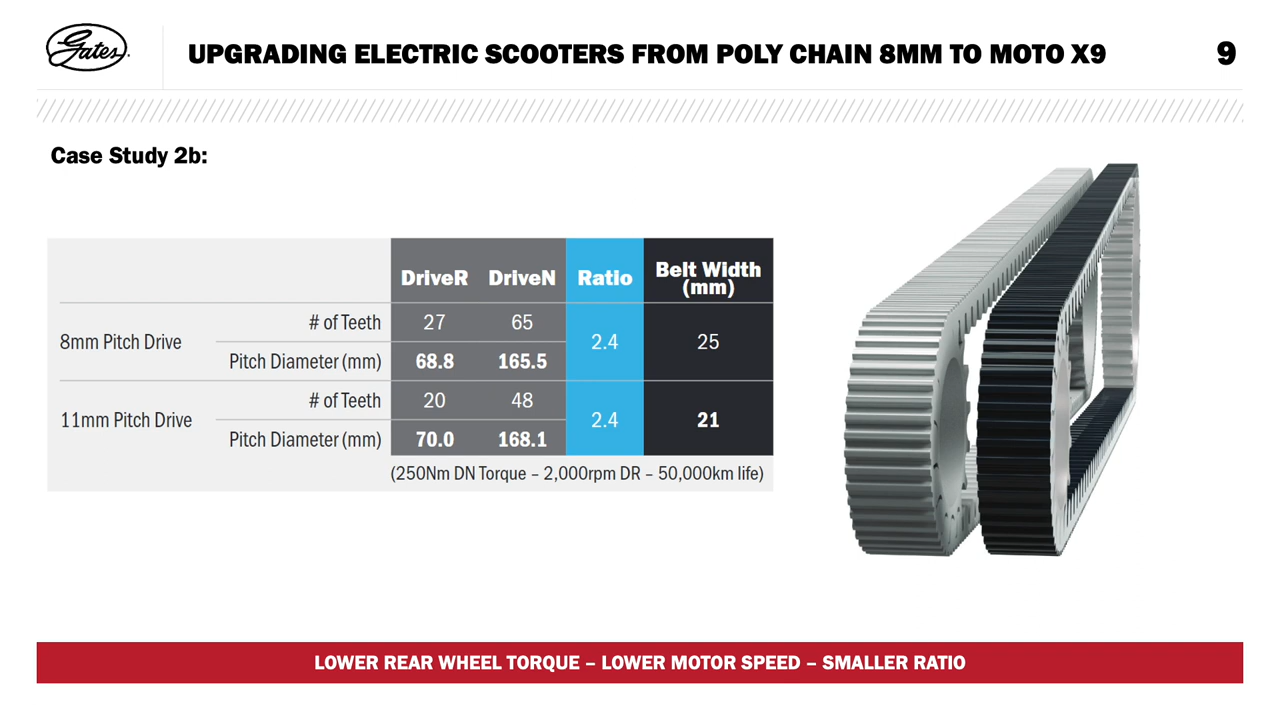 Gates
UPGRADING ELECTRIC SCOOTERS FROM POLY CHAIN 8MM TO MOTO X9
9
Case Study 2b:
DriveR DriveN Ratio Belt Width (mm)
8mm Pitch Drive
# of Teeth 27 65
2.4 25
Pitch Diameter (mm) 68.8 165.5
11mm Pitch Drive
# of Teeth 20 48
2.4 21
Pitch Diameter (mm) 70.0 168.1
(250Nm DN Torque – 2,000rpm DR – 50,000km life)
LOWER REAR WHEEL TORQUE – LOWER MOTOR SPEED – SMALLER RATIO